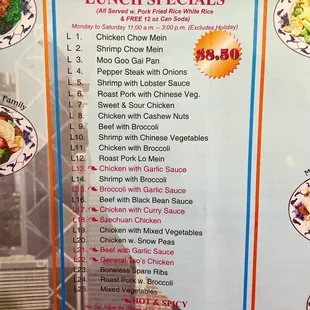 LUNCH SPECIALS
(All Served w. Pork Fried Rice White Rice
& FREE 12 oz Can Soda)
Monday to Saturday 11:00 a.m. – 3:00 p.m. (Excludes Holiday)
$8.50
L 1. Chicken Chow Mein
L 2. Shrimp Chow Mein
L 3. Moo Goo Gai Pan
L 4. Pepper Steak with Onions
L 5. Shrimp with Lobster Sauce
L 6. Roast Pork with Chinese Veg.
L 7. Sweet & Sour Chicken
L 8. Chicken w. Cashew Nuts
L 9. Beef with Broccoli
L10. Shrimp with Chinese Vegetables
L11. Chicken with Broccoli
L12. Roast Pork Lo Mein
L13. Chicken with Garlic Sauce
L14. Shrimp with Broccoli
L15. Broccoli with Garlic Sauce
L16. Beef with Black Bean Sauce
L17. Chicken with Curry Sauce
L18. Szechuan Chicken
L19. Chicken with Mixed Vegetables
L20. Chicken w. Snow Peas
L21. Beef with Garlic Sauce
L22. General Tso's Chicken
L23. Boneless Spare Ribs
L24. Roast Pork w. Broccoli
L25. Mixed Vegetables
HOT & SPICY
Family